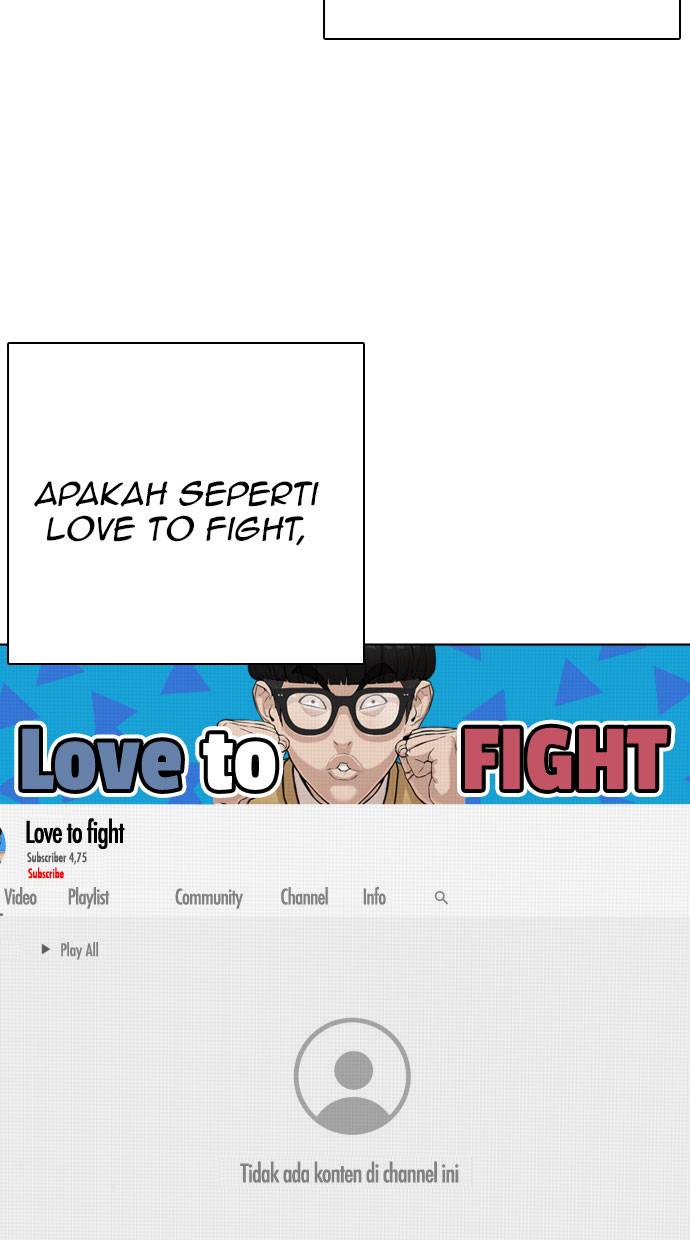 APAKAH SEPERTI
LOVE TO FIGHT,
Love to FIGHT
Love to fight
Subscriber 4,75
Subscribe
Video Playlist Community Channel Info
Play All
Tidak ada konten di channel ini